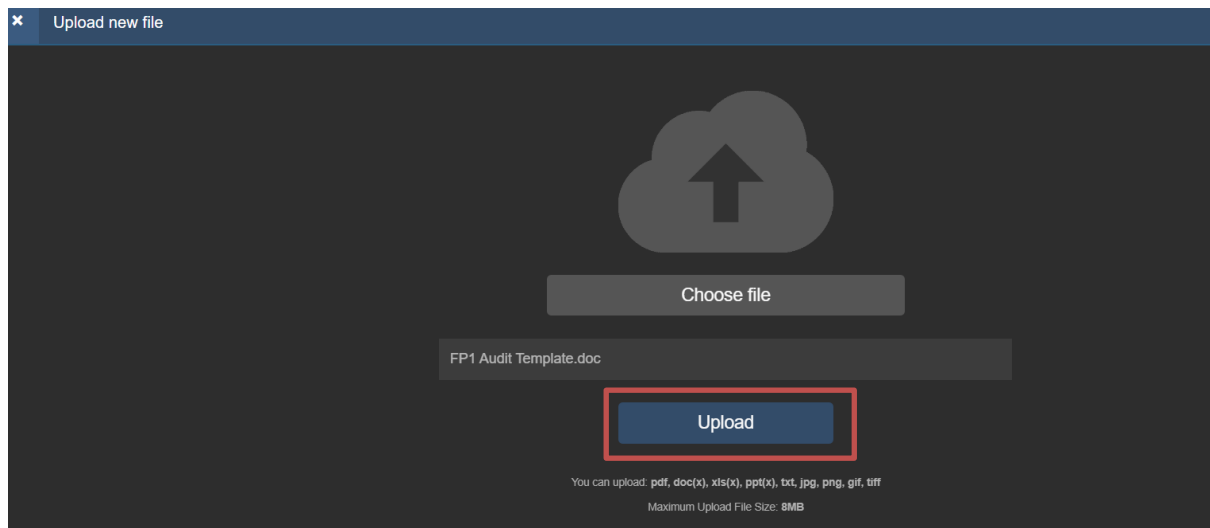 Upload new file
Choose file
FP1 Audit Template.doc
Upload
You can upload: pdf, doc(x), xls(x), ppt(x), txt, jpg, png, gif, tiff
Maximum Upload File Size: 8MB